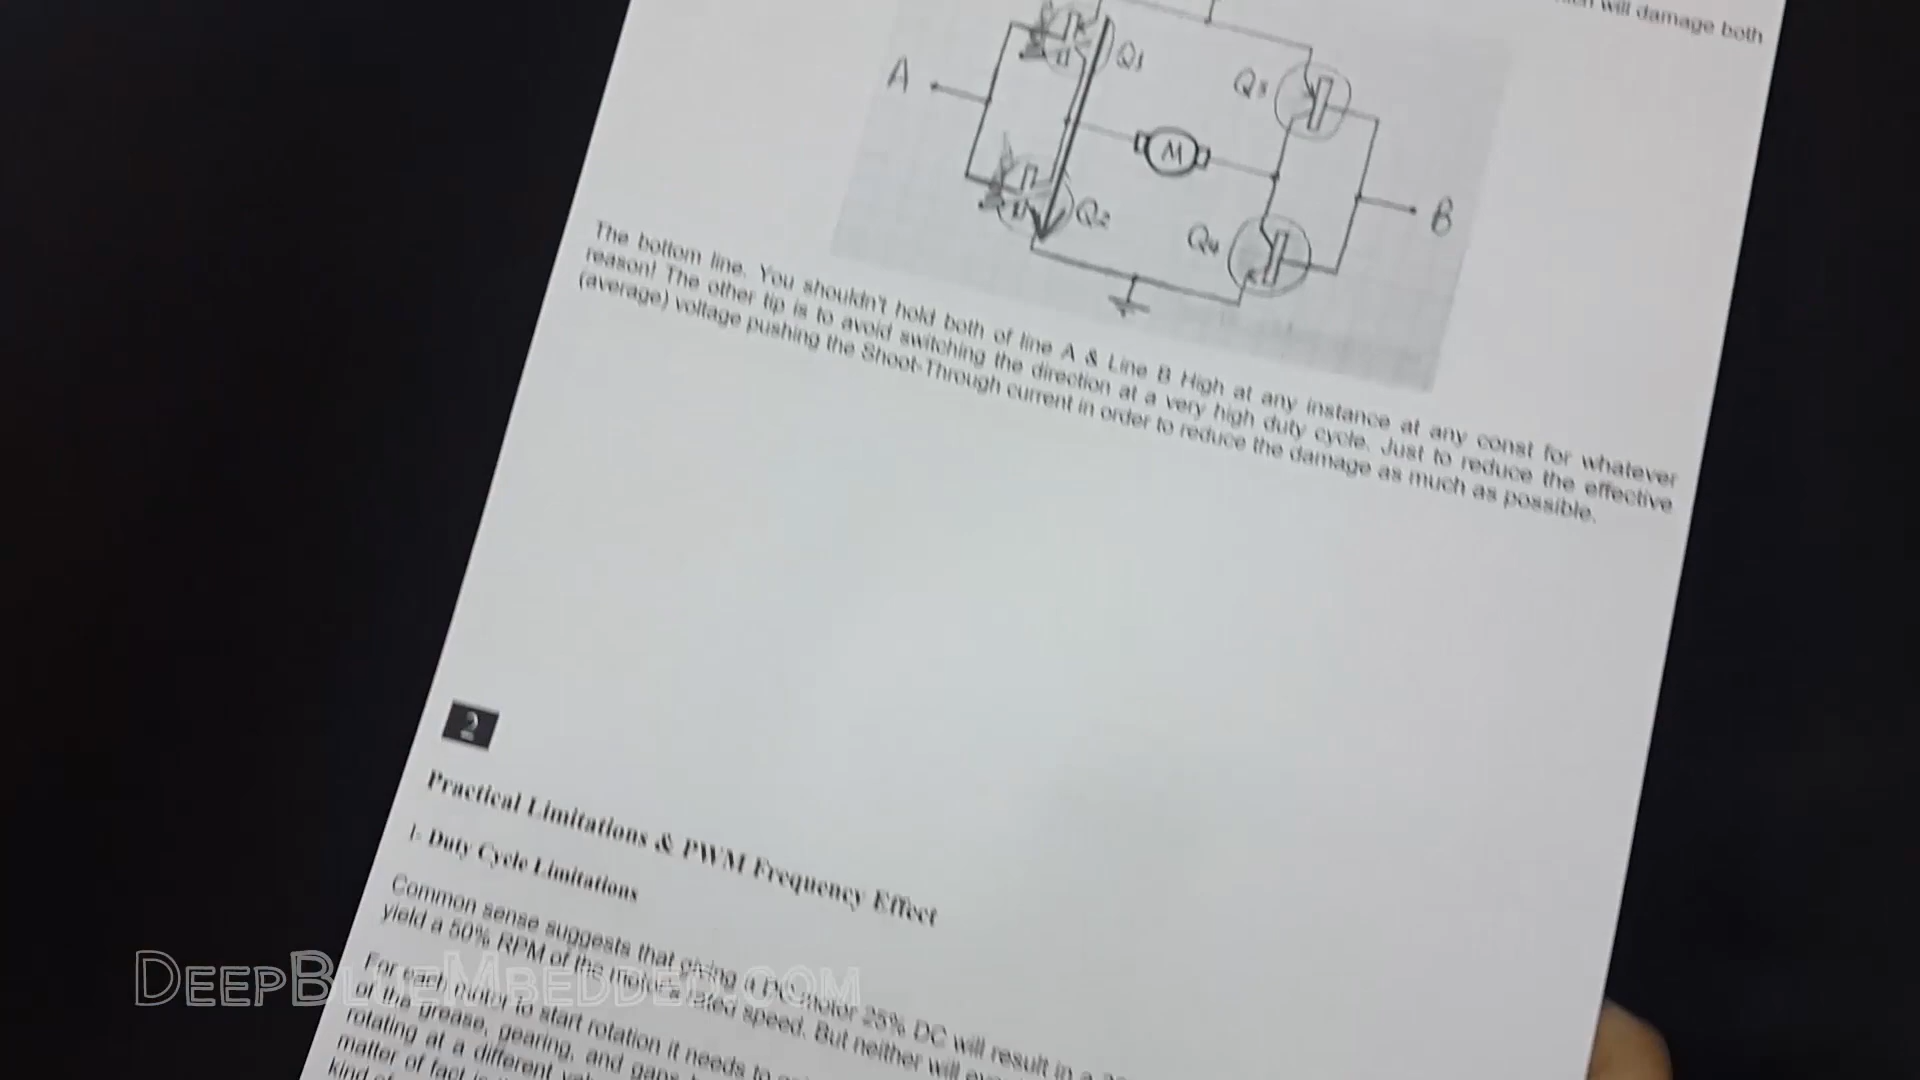 will damage both
A
Q1
Q3
M
Q2
Q4
B
The bottom line. You shouldn't hold both of line A & Line B High at any instance at any const for whatever
reason! The other tip is to avoid switching the direction at a very high duty cycle. Just to reduce the effective
(average) voltage pushing the Shoot-Through current in order to reduce the damage as much as possible.
2
Practical Limitations & PWM Frequency Effect
1- Duty Cycle Limitations
Common sense suggests that giving a DC motor 25% DC will result in a
yield a 50% RPM of the motor's rated speed. But neither will
For each motor to start rotation it needs to
of the grease, gearing, and gaps
rotating at a different
matter of fact
kind of
DEEPBLUEMBEDDED.COM